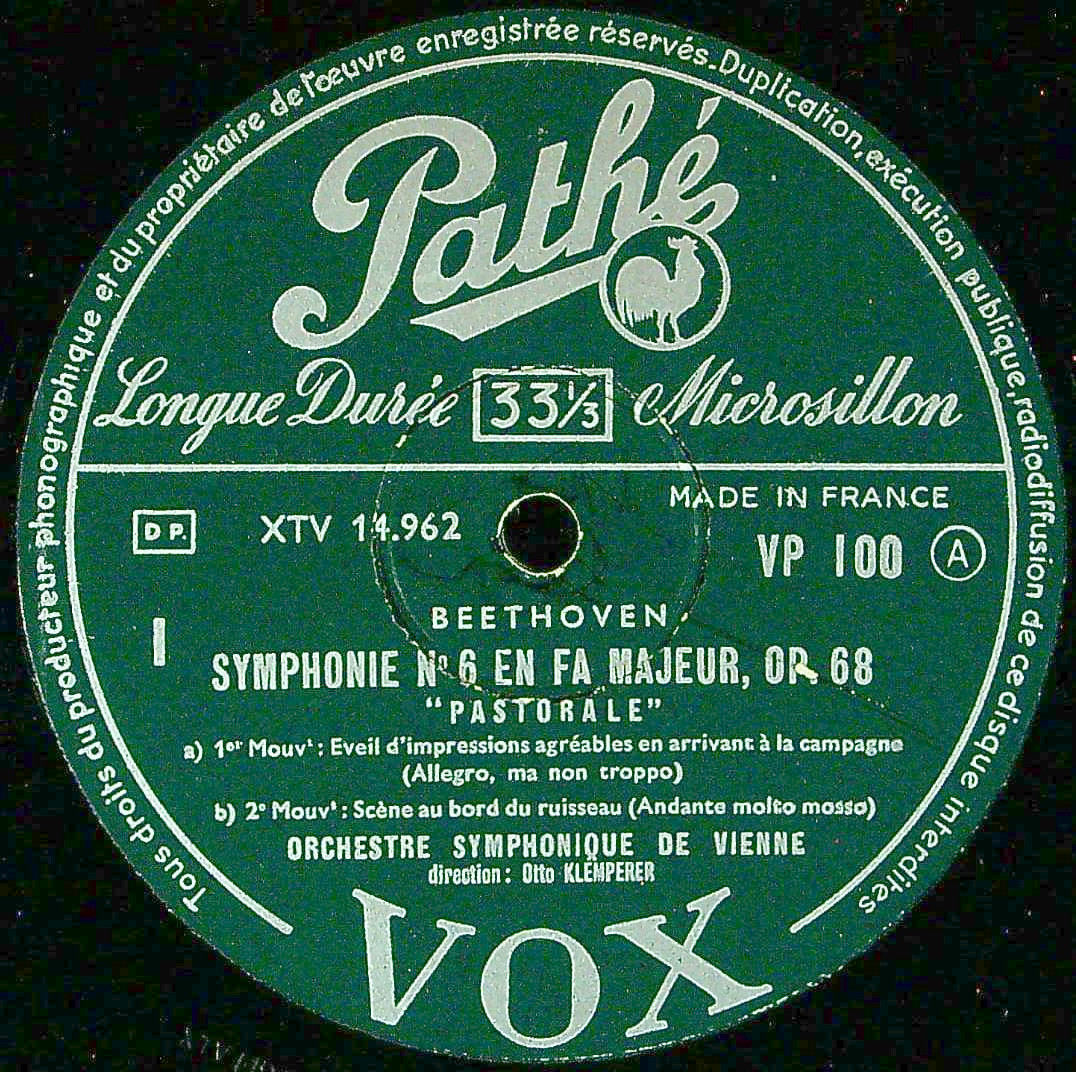 Tous droits du producteur phonographique et du propriétaire de l'œuvre enregistrée réservés. Duplication, exécution publique, radiodiffusion de ce disque interdites
Pathé
Longue Durée 33⅓ Microsillon
MADE IN FRANCE
D P. XTV 14.962
VP 100 A
I
BEETHOVEN
SYMPHONIE Nº 6 EN FA MAJEUR, OP. 68
"PASTORALE"
a) 1er Mouvt : Eveil d'impressions agréables en arrivant à la campagne
(Allegro, ma non troppo)
b) 2e Mouvt : Scène au bord du ruisseau (Andante molto mosso)
ORCHESTRE SYMPHONIQUE DE VIENNE
direction : Otto KLEMPERER
VOX